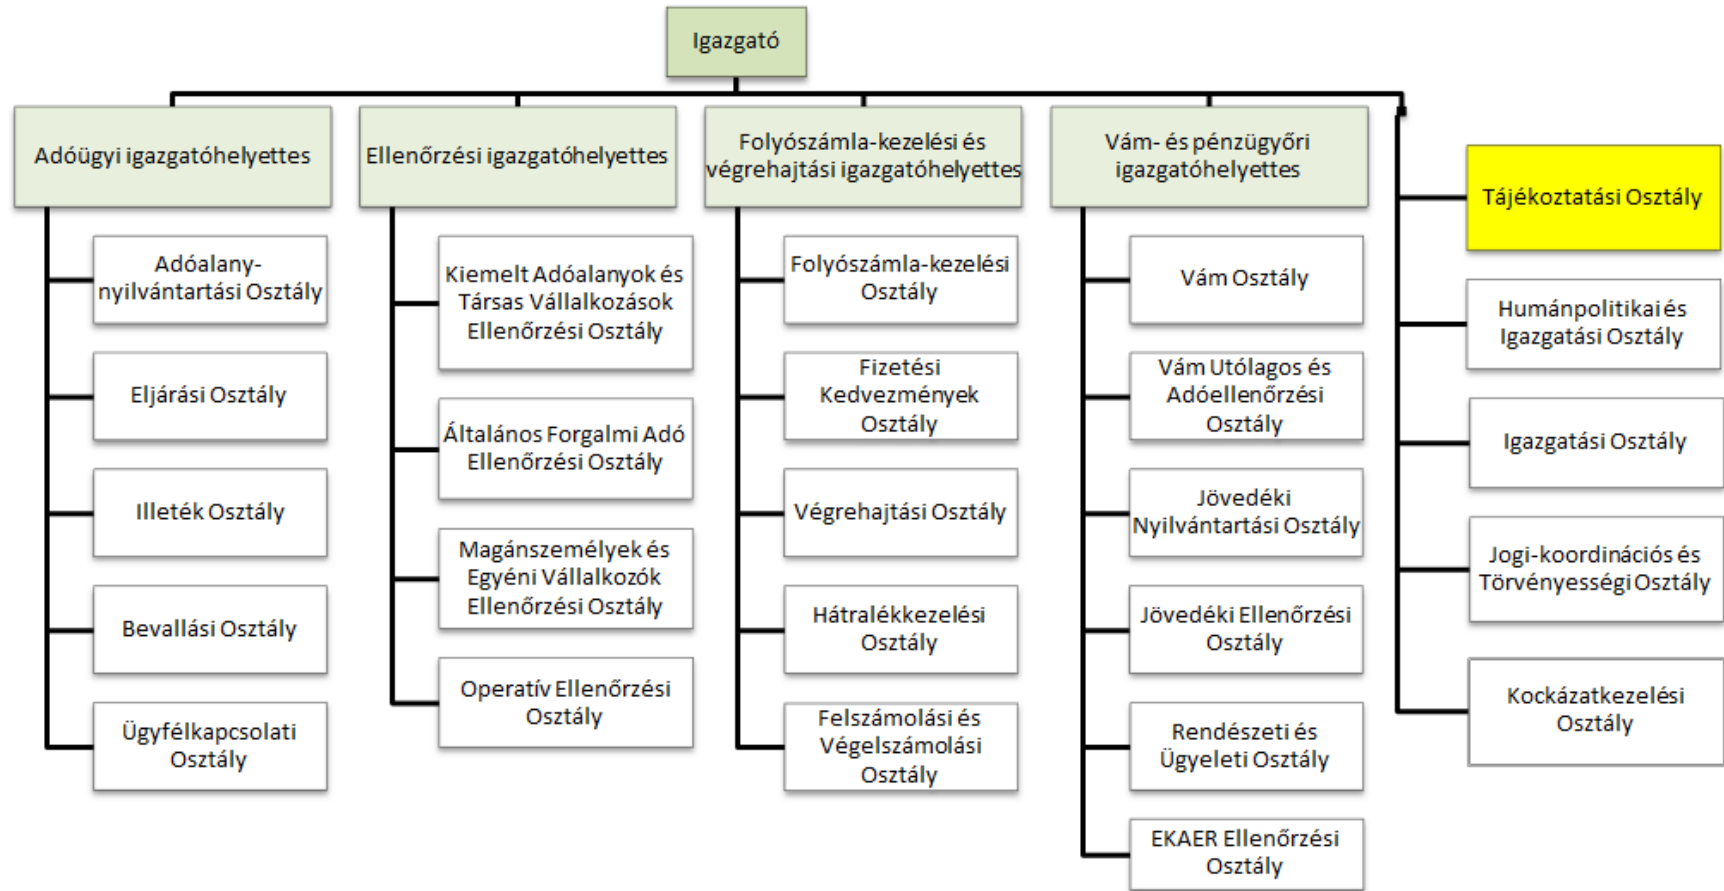 Igazgató
Adóügyi igazgatóhelyettes
Adóalany-
nyilvántartási Osztály
Eljárási Osztály
Illeték Osztály
Bevallási Osztály
Ügyfélkapcsolati
Osztály
Ellenőrzési igazgatóhelyettes
Kiemelt Adóalanyok és
Társas Vállalkozások
Ellenőrzési Osztály
Általános Forgalmi Adó
Ellenőrzési Osztály
Magánszemélyek és
Egyéni Vállalkozók
Ellenőrzési Osztály
Operatív Ellenőrzési
Osztály
Folyószámla-kezelési és
végrehajtási igazgatóhelyettes
Folyószámla-kezelési
Osztály
Fizetési
Kedvezmények
Osztály
Végrehajtási Osztály
Hátralékkezelési
Osztály
Felszámolási és
Végelszámolási
Osztály
Vám- és pénzügyőri
igazgatóhelyettes
Vám Osztály
Vám Utólagos és
Adóellenőrzési
Osztály
Jövedéki
Nyilvántartási Osztály
Jövedéki Ellenőrzési
Osztály
Rendészeti és
Ügyeleti Osztály
EKAER Ellenőrzési
Osztály
Tájékoztatási Osztály
Humánpolitikai és
Igazgatási Osztály
Igazgatási Osztály
Jogi-koordinációs és
Törvényességi Osztály
Kockázatkezelési
Osztály